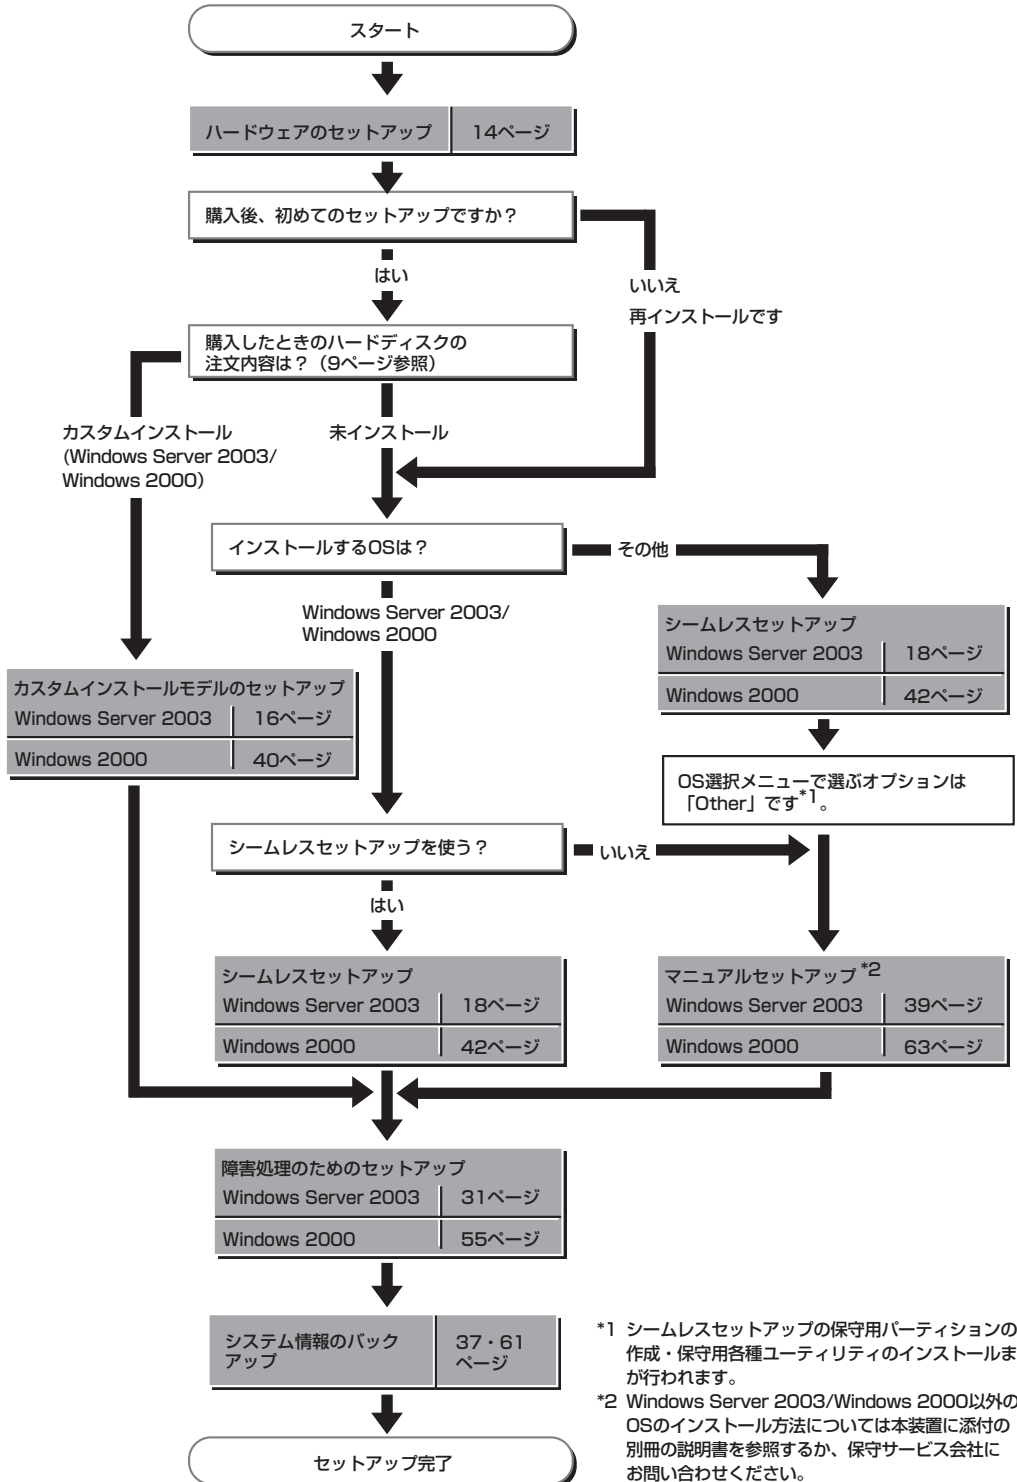 スタート
ハードウェアのセットアップ 14ページ
購入後、初めてのセットアップですか？
はい
いいえ
再インストールです
購入したときのハードディスクの
注文内容は？（9ページ参照）
カスタムインストール
(Windows Server 2003/
Windows 2000)
未インストール
インストールするOSは？
その他
Windows Server 2003/
Windows 2000
シームレスセットアップ
Windows Server 2003 18ページ
Windows 2000 42ページ
カスタムインストールモデルのセットアップ
Windows Server 2003 16ページ
Windows 2000 40ページ
OS選択メニューで選ぶオプションは
「Other」です*1。
シームレスセットアップを使う？
いいえ
はい
シームレスセットアップ
Windows Server 2003 18ページ
Windows 2000 42ページ
マニュアルセットアップ*2
Windows Server 2003 39ページ
Windows 2000 63ページ
障害処理のためのセットアップ
Windows Server 2003 31ページ
Windows 2000 55ページ
システム情報のバック
アップ
37・61
ページ
セットアップ完了
*1 シームレスセットアップの保守用パーティションの
作成・保守用各種ユーティリティのインストールま
が行われます。
*2 Windows Server 2003/Windows 2000以外の
OSのインストール方法については本装置に添付の
別冊の説明書を参照するか、保守サービス会社に
お問い合わせください。